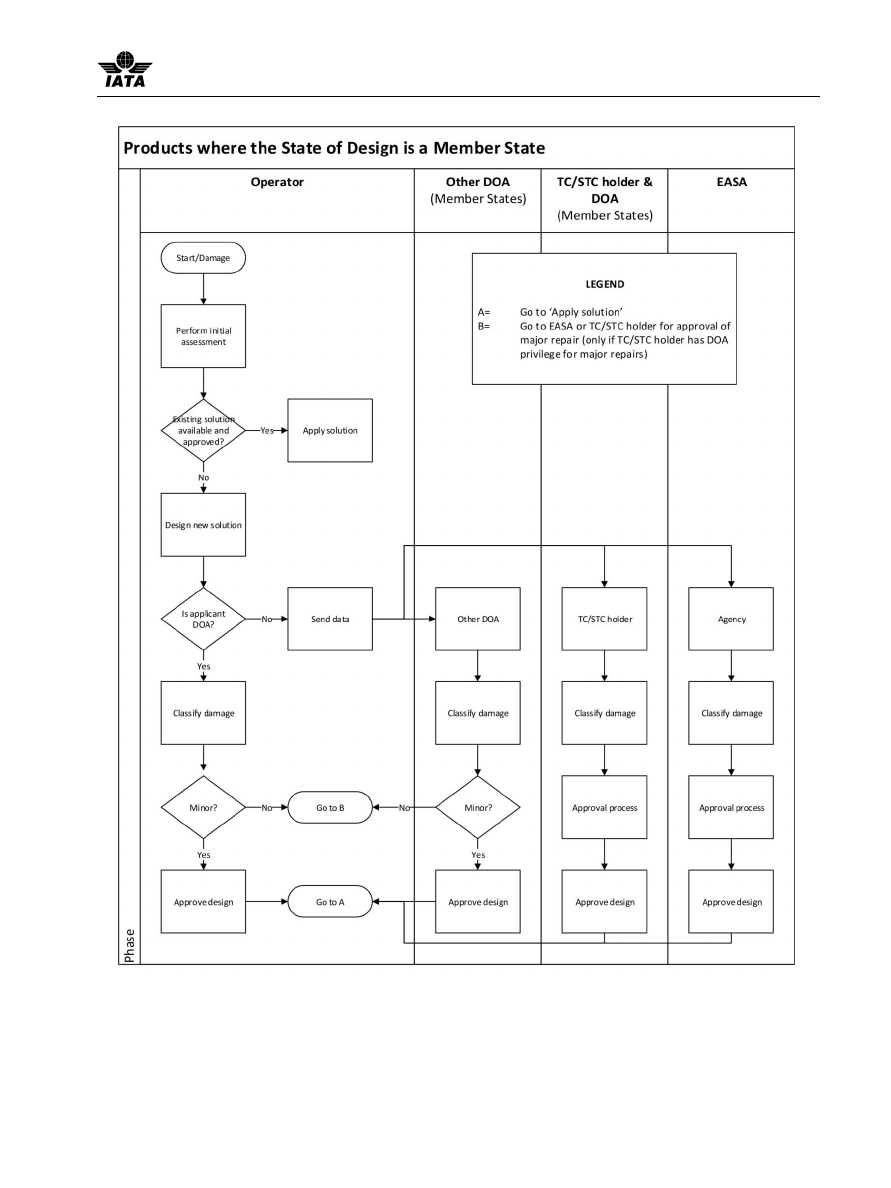 IATA
Products where the State of Design is a Member State
Operator
Other DOA
(Member States)
TC/STC holder &
DOA
(Member States)
EASA
Start/Damage
LEGEND
A= Go to ‘Apply solution’
B= Go to EASA or TC/STC holder for approval of
major repair (only if TC/STC holder has DOA
privilege for major repairs)
Perform initial
assessment
Existing solution
available and
approved?
Yes
Apply solution
No
Design new solution
Is applicant
DOA?
No
Send data
Other DOA
TC/STC holder
Agency
Yes
Classify damage
Classify damage
Classify damage
Classify damage
Minor?
No
Go to B
No
Minor?
Approval process
Approval process
Yes
Yes
Approve design
Go to A
Approve design
Approve design
Approve design
Phase